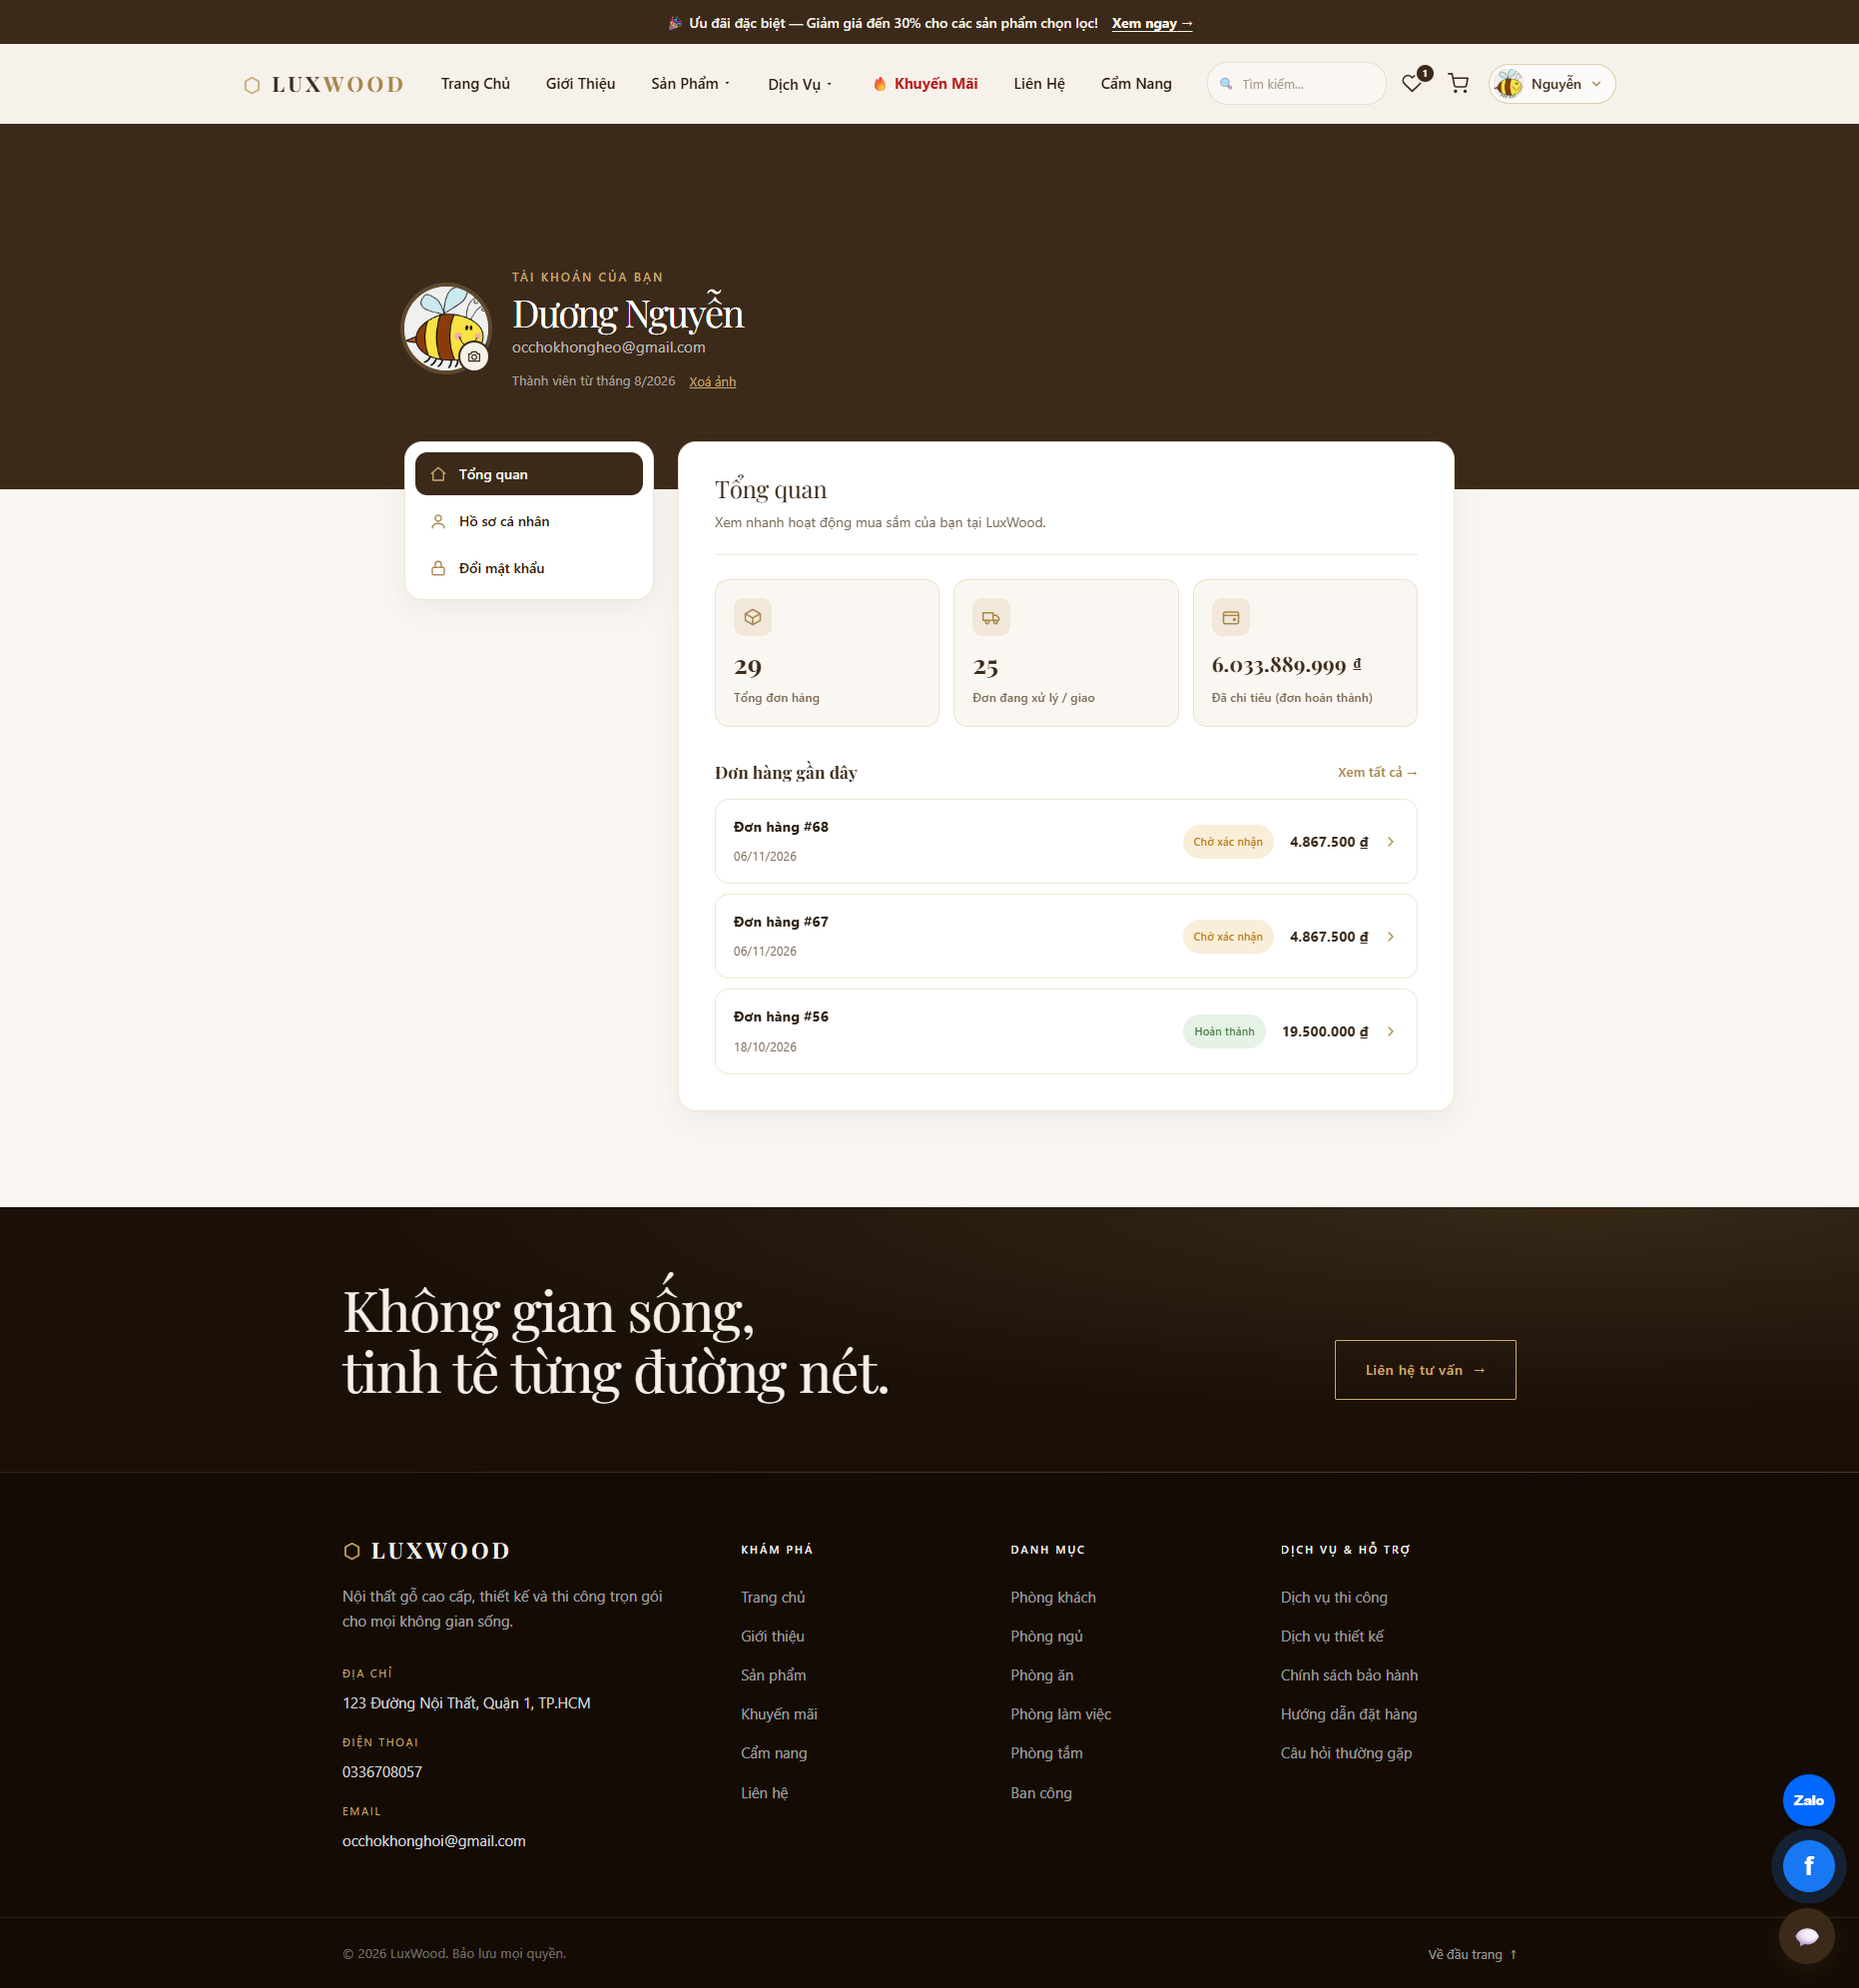 🎉 Ưu đãi đặc biệt — Giảm giá đến 30% cho các sản phẩm chọn lọc! Xem ngay →
LUXWOOD
Trang Chủ
Giới Thiệu
Sản Phẩm
Dịch Vụ
🔥 Khuyến Mãi
Liên Hệ
Cẩm Nang
🔍 Tìm kiếm...
1
Nguyễn
TÀI KHOẢN CỦA BẠN
Dương Nguyễn
occhokhongheo@gmail.com
Thành viên từ tháng 8/2026 Xoá ảnh
Tổng quan
Hồ sơ cá nhân
Đổi mật khẩu
Tổng quan
Xem nhanh hoạt động mua sắm của bạn tại LuxWood.
29
Tổng đơn hàng
25
Đơn đang xử lý / giao
6.033.889.999 ₫
Đã chi tiêu (đơn hoàn thành)
Đơn hàng gần đây
Xem tất cả →
Đơn hàng #68
06/11/2026
Chờ xác nhận
4.867.500 ₫
Đơn hàng #67
06/11/2026
Chờ xác nhận
4.867.500 ₫
Đơn hàng #56
18/10/2026
Hoàn thành
19.500.000 ₫
Không gian sống,
tinh tế từng đường nét.
Liên hệ tư vấn →
LUXWOOD
Nội thất gỗ cao cấp, thiết kế và thi công trọn gói
cho mọi không gian sống.
ĐỊA CHỈ
123 Đường Nội Thất, Quận 1, TP.HCM
ĐIỆN THOẠI
0336708057
EMAIL
occhokhonghoi@gmail.com
KHÁM PHÁ
Trang chủ
Giới thiệu
Sản phẩm
Khuyến mãi
Cẩm nang
Liên hệ
DANH MỤC
Phòng khách
Phòng ngủ
Phòng ăn
Phòng làm việc
Phòng tắm
Ban công
DỊCH VỤ & HỖ TRỢ
Dịch vụ thi công
Dịch vụ thiết kế
Chính sách bảo hành
Hướng dẫn đặt hàng
Câu hỏi thường gặp
Zalo
f
© 2026 LuxWood. Bảo lưu mọi quyền.
Về đầu trang ↑